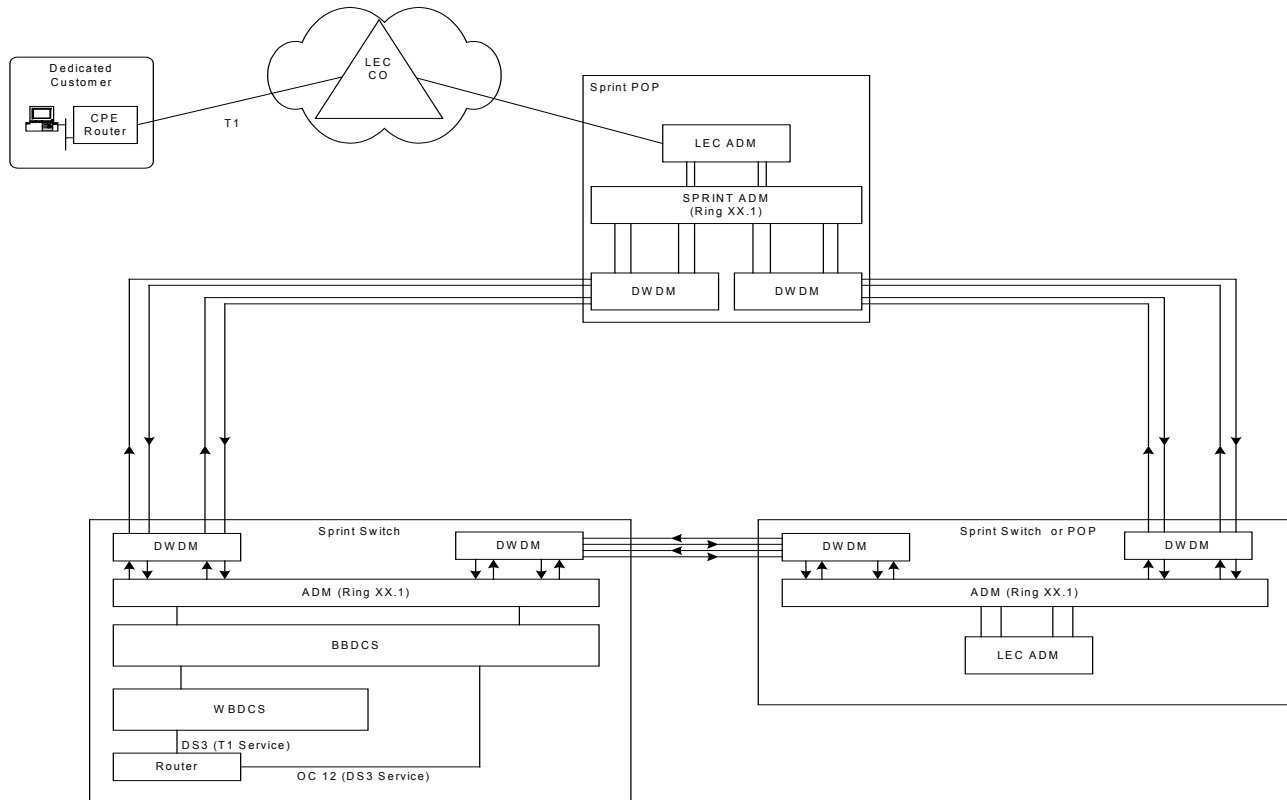 Dedicated
Customer
CPE
Router
T1
LEC
CO
Sprint POP
LEC ADM
SPRINT ADM
(Ring XX.1)
DWDM
DWDM
Sprint Switch
DWDM
DWDM
ADM (Ring XX.1)
BBDCS
WBDCS
DS3 (T1 Service)
Router
OC 12 (DS3 Service)
Sprint Switch or POP
DWDM
DWDM
ADM (Ring XX.1)
LEC ADM